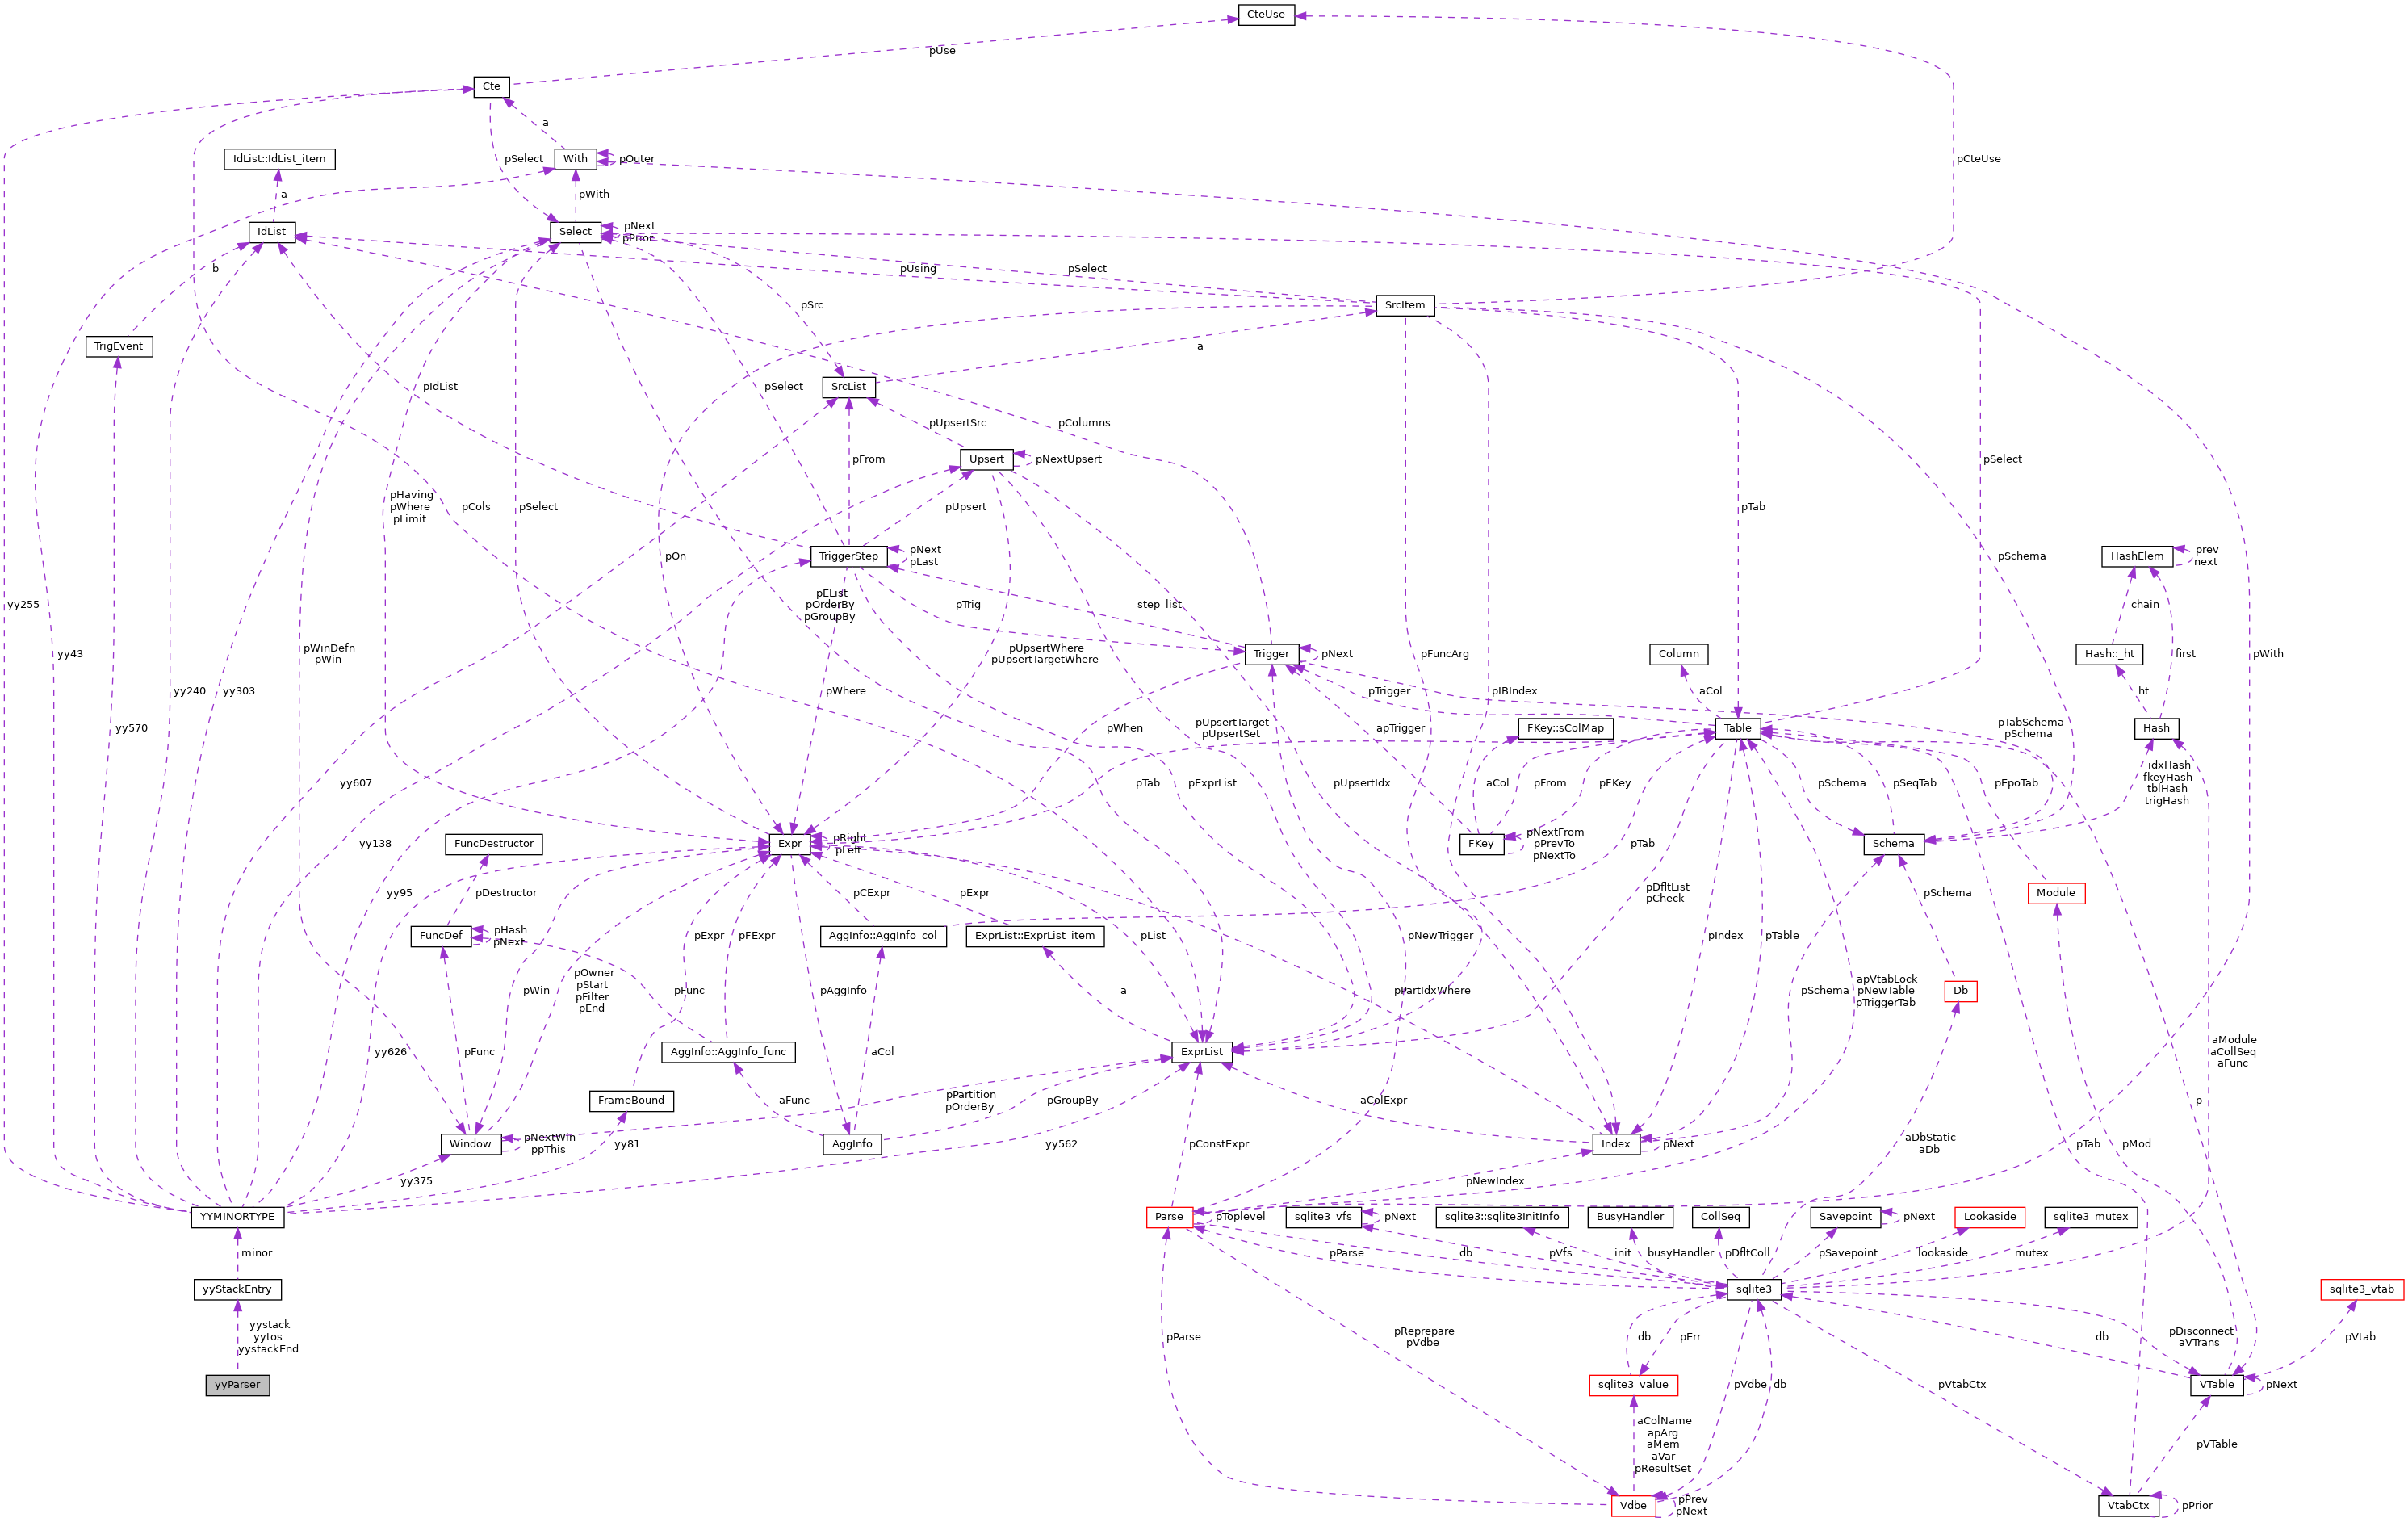 CteUse
pUse
Cte
a
pCteUse
IdList::IdList_item
pSelect
With
pOuter
a
pWith
IdList
Select
pNext
pPrior
b
pUsing
pSelect
pSrc
SrcItem
TrigEvent
a
pIdList
pSelect
SrcList
pUpsertSrc
pColumns
pFrom
Upsert
pNextUpsert
pSelect
pHaving
pWhere
pLimit
pCols
pSelect
pUpsert
pTab
pOn
TriggerStep
pNext
pLast
pSchema
HashElem
prev
next
yy255
pEList
pOrderBy
pGroupBy
pTrig
step_list
chain
yy43
pWinDefn
pWin
pUpsertWhere
pUpsertTargetWhere
Trigger
pNext
pFuncArg
Column
Hash::_ht
first
pWith
yy240
yy303
pWhere
pTrigger
pIBIndex
aCol
ht
yy570
pWhen
pUpsertTarget
pUpsertSet
apTrigger
FKey::sColMap
Table
pTabSchema
pSchema
Hash
yy607
pTab
pExprList
pUpsertIdx
aCol
pFrom
pFKey
pSchema
pSeqTab
pEpoTab
idxHash
fkeyHash
tblHash
trigHash
yy138
FuncDestructor
Expr
pRight
pLeft
FKey
pNextFrom
pPrevTo
pNextTo
pTab
Schema
yy95
pDestructor
pCExpr
pExpr
pDfltList
pCheck
pSchema
Module
FuncDef
pHash
pNext
pExpr
pFExpr
AggInfo::AggInfo_col
ExprList::ExprList_item
pList
pNewTrigger
pIndex
pTable
pWin
pOwner
pStart
pFilter
pEnd
pFunc
pAggInfo
a
pPartIdxWhere
pSchema
apVtabLock
pNewTable
pTriggerTab
Db
yy626
pFunc
AggInfo::AggInfo_func
aCol
ExprList
aModule
aCollSeq
aFunc
FrameBound
aFunc
pPartition
pOrderBy
pGroupBy
aColExpr
p
Window
pNextWin
ppThis
yy81
AggInfo
yy562
pConstExpr
Index
pNext
aDbStatic
aDb
pTab
pMod
yy375
pNewIndex
YYMINORTYPE
Parse
pToplevel
sqlite3_vfs
pNext
sqlite3::sqlite3InitInfo
BusyHandler
CollSeq
Savepoint
pNext
Lookaside
sqlite3_mutex
minor
pParse
db
pVfs
init
busyHandler
pDfltColl
pSavepoint
lookaside
mutex
yyStackEntry
sqlite3
sqlite3_vtab
yystack
yytos
yystackEnd
pReprepare
pVdbe
pParse
db
pErr
pDisconnect
aVTrans
db
pVtab
yyParser
sqlite3_value
pVdbe
db
pVtabCtx
VTable
pNext
aColName
apArg
aMem
aVar
pResultSet
pVTable
Vdbe
pPrev
pNext
VtabCtx
pPrior